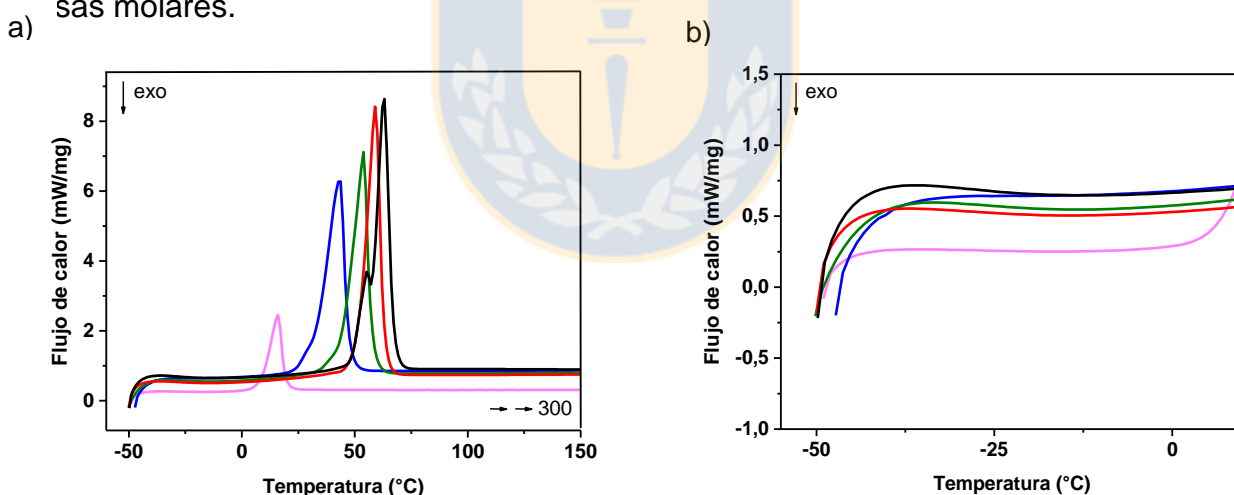 sas molares.
a)
exo
8
6
4
2
0
Flujo de calor (mW/mg)
300
-50
0
50
100
150
Temperatura (°C)
b)
exo
1,5
1,0
0,5
0,0
-0,5
-1,0
Flujo de calor (mW/mg)
-50
-25
0
Temperatura (°C)